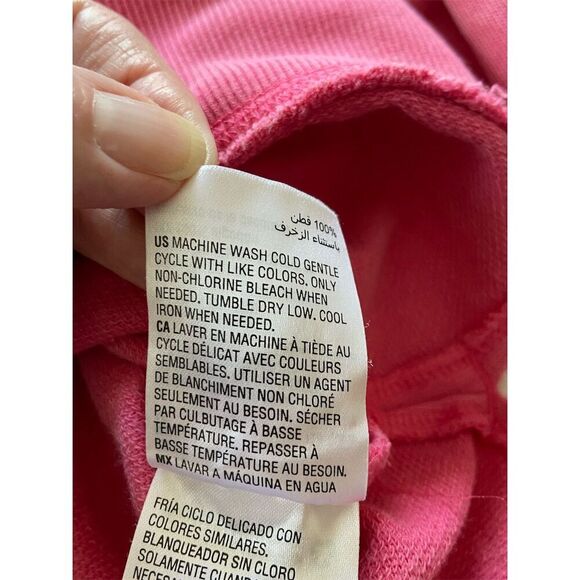 100% قطن
باستثناء الزخرف
US MACHINE WASH COLD GENTLE
CYCLE WITH LIKE COLORS. ONLY
NON-CHLORINE BLEACH WHEN
NEEDED. TUMBLE DRY LOW. COOL
IRON WHEN NEEDED.
CA LAVER EN MACHINE À TIÈDE AU
CYCLE DÉLICAT AVEC COULEURS
SEMBLABLES. UTILISER UN AGENT
DE BLANCHIMENT NON CHLORÉ
SEULEMENT AU BESOIN. SÉCHER
PAR CULBUTAGE À BASSE
TEMPÉRATURE. REPASSER À
BASSE TEMPÉRATURE AU BESOIN.
MX LAVAR A MÁQUINA EN AGUA
FRÍA CICLO DELICADO CON
COLORES SIMILARES.
BLANQUEADOR SIN CLORO
SOLAMENTE CUANDO